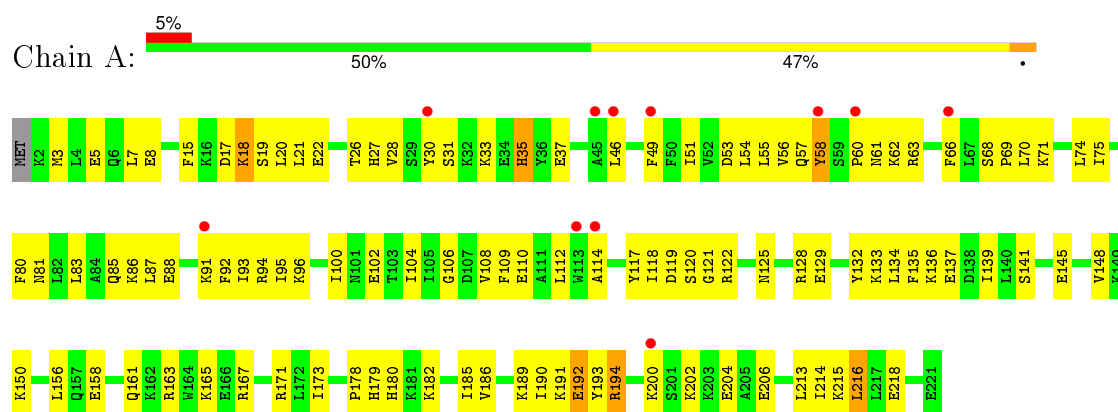 5%
Chain A:
50% 47% •
MET K2 M3 L4 E5 Q6 L7 E8 F15 K16 D17 K18 S19 L20 L21 E22 T26 H27 V28 S29 Y30 S31 K32 K33 E34 H35 Y36 E37 A45 L46 F49 F50 I51 V52 D53 L54 L55 V56 Q57 Y58 S59 P60 N61 K62 R63 F66 L67 S68 P69 L70 K71 L74 I75
F80 N81 L82 L83 A84 Q85 K86 L87 E88 K91 F92 I93 R94 I95 K96 I100 N101 E102 T103 I104 I105 G106 D107 V108 F109 E110 A111 L112 W113 A114 Y117 I118 D119 S120 G121 R122 N125 R128 E129 Y132 K133 L134 F135 K136 E137 D138 I139 L140 S141 E145 V148 K149
K150 L156 Q157 E158 Q161 K162 R163 W164 K165 E166 R167 R171 L172 I173 P178 H179 H180 K181 K182 I185 V186 K189 I190 K191 E192 Y193 R194 K200 S201 K202 K203 E204 A205 E206 L213 I214 K215 L216 L217 E218 E221